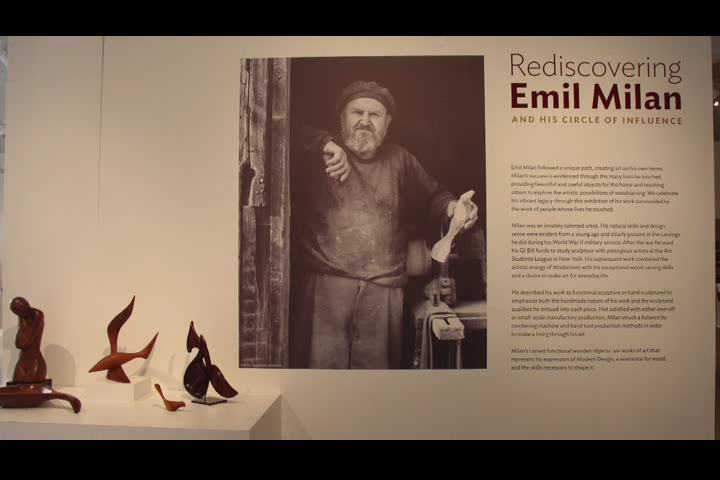 Rediscovering
Emil Milan
AND HIS CIRCLE OF INFLUENCE
Emil Milan followed a unique path, creating art on his own terms.
Milan's success is evidenced through the many lives he touched,
providing beautiful and useful objects for the home and teaching
others to explore the artistic possibilities of woodcarving. We celebrate
his vibrant legacy through this exhibition of his work surrounded by
the work of people whose lives he touched.
Milan was an innately talented artist. His natural skills and design
sense were evident from a young age and clearly present in the carvings
he did during his World War II military service. After the war he used
his GI Bill funds to study sculpture with prestigious artists at the Art
Students League in New York. His subsequent work combined the
artistic energy of Modernism with his exceptional wood carving skills
and a desire to make art for everyday life.
He described his work as functional sculpture or hand sculptured to
emphasize both the handmade nature of his work and the sculptural
qualities he imbued into each piece. Not satisfied with either one-off
or small-scale manufactory production, Milan struck a balance by
combining machine and hand tool production methods in order
to make a living through his art.
Milan's carved functional wooden objects are works of art that
represent his expression of Modern Design, a reverence for wood,
and the skills necessary to shape it.